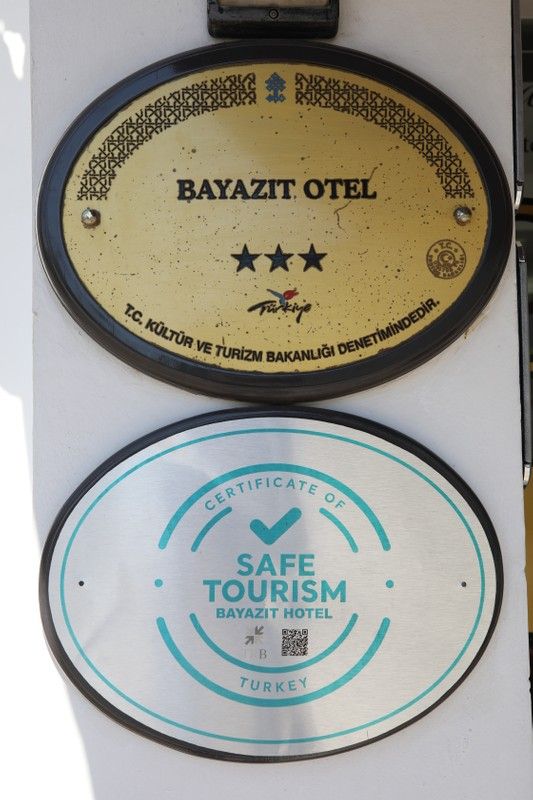 BAYAZIT OTEL
Türkiye
T.C. KÜLTÜR VE TURİZM BAKANLIĞI DENETİMİNDEDİR.
CERTIFICATE OF
SAFE
TOURISM
BAYAZIT HOTEL
TURKEY